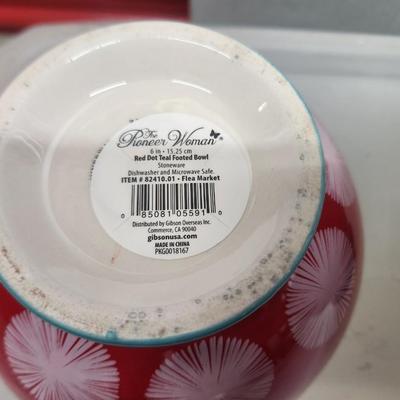 The
Pioneer Woman
6 in • 15.25 cm
Red Dot Teal Footed Bowl
Stoneware
Dishwasher and Microwave Safe.
ITEM # 82410.01 • Flea Market
0 85081 05591 0
Distributed by Gibson Overseas Inc.
Commerce, CA 90040
gibsonusa.com
MADE IN CHINA
PKG0018167